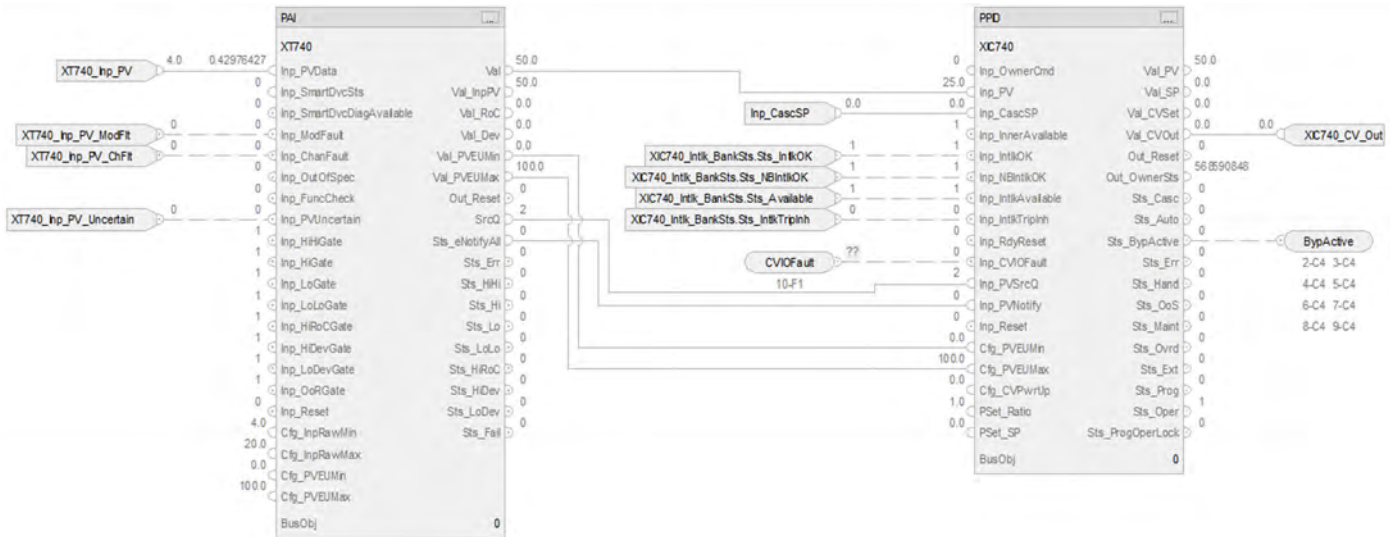 PAI ...
XT740
XT740_Inp_PV 4.0 0.42976427 Inp_PVData Val 50.0
0 Inp_SmartDvcSts Val_InpPV 50.0
0 Inp_SmartDvcDiagAvailable Val_RoC 0.0
XT740_Inp_PV_ModFlt 0 0 Inp_ModFault Val_Dev 0.0
XT740_Inp_PV_ChFlt 0 0 Inp_ChanFault Val_PVEUMin 0.0
0 Inp_OutOfSpec Val_PVEUMax 100.0
0 Inp_FuncCheck Out_Reset 0
XT740_Inp_PV_Uncertain 0 0 Inp_PVUncertain SrcQ 2
1 Inp_HiHiGate Sts_eNotifyAll 0
1 Inp_HiGate Sts_Err 0
1 Inp_LoGate Sts_HiHi 0
1 Inp_LoLoGate Sts_Hi 0
1 Inp_HiRoCGate Sts_Lo 0
1 Inp_HiDevGate Sts_LoLo 0
1 Inp_LoDevGate Sts_HiRoC 0
1 Inp_OoRGate Sts_HiDev 0
0 Inp_Reset Sts_LoDev 0
4.0 Cfg_InpRawMin Sts_Fail 0
20.0 Cfg_InpRawMax
0.0 Cfg_PVEUMin
100.0 Cfg_PVEUMax
BusObj 0
PPID ...
XIC740
0 Inp_OwnerCmd Val_PV 50.0
25.0 Inp_PV Val_SP 0.0
Inp_CascSP 0.0 0.0 Inp_CascSP Val_CVSet 0.0
1 Inp_InnerAvailable Val_CVOut 0.0 0.0 XIC740_CV_Out
XIC740_Intlk_BankSts.Sts_IntlkOK 1 1 Inp_IntlkOK Out_Reset 0
XIC740_Intlk_BankSts.Sts_NBIntlkOK 1 1 Inp_NBIntlkOK Out_OwnerSts 568590848
XIC740_Intlk_BankSts.Sts_Available 1 1 Inp_IntlkAvailable Sts_Casc 0
XIC740_Intlk_BankSts.Sts_IntlkTripInh 0 0 Inp_IntlkTripInh Sts_Auto 0
0 Inp_RdyReset Sts_BypActive 0 BypActive
CVIOFault ?? 0 Inp_CVIOFault Sts_Err 0
10-F1 2 Inp_PVSrcQ Sts_Hand 0
0 Inp_PVNotify Sts_OoS 0
0 Inp_Reset Sts_Maint 0
0.0 Cfg_PVEUMin Sts_Ovrd 0
100.0 Cfg_PVEUMax Sts_Ext 0
0.0 Cfg_CVPwrUp Sts_Prog 0
1.0 PSet_Ratio Sts_Oper 1
0.0 PSet_SP Sts_ProgOperLock 0
BusObj 0
2-C4 3-C4
4-C4 5-C4
6-C4 7-C4
8-C4 9-C4